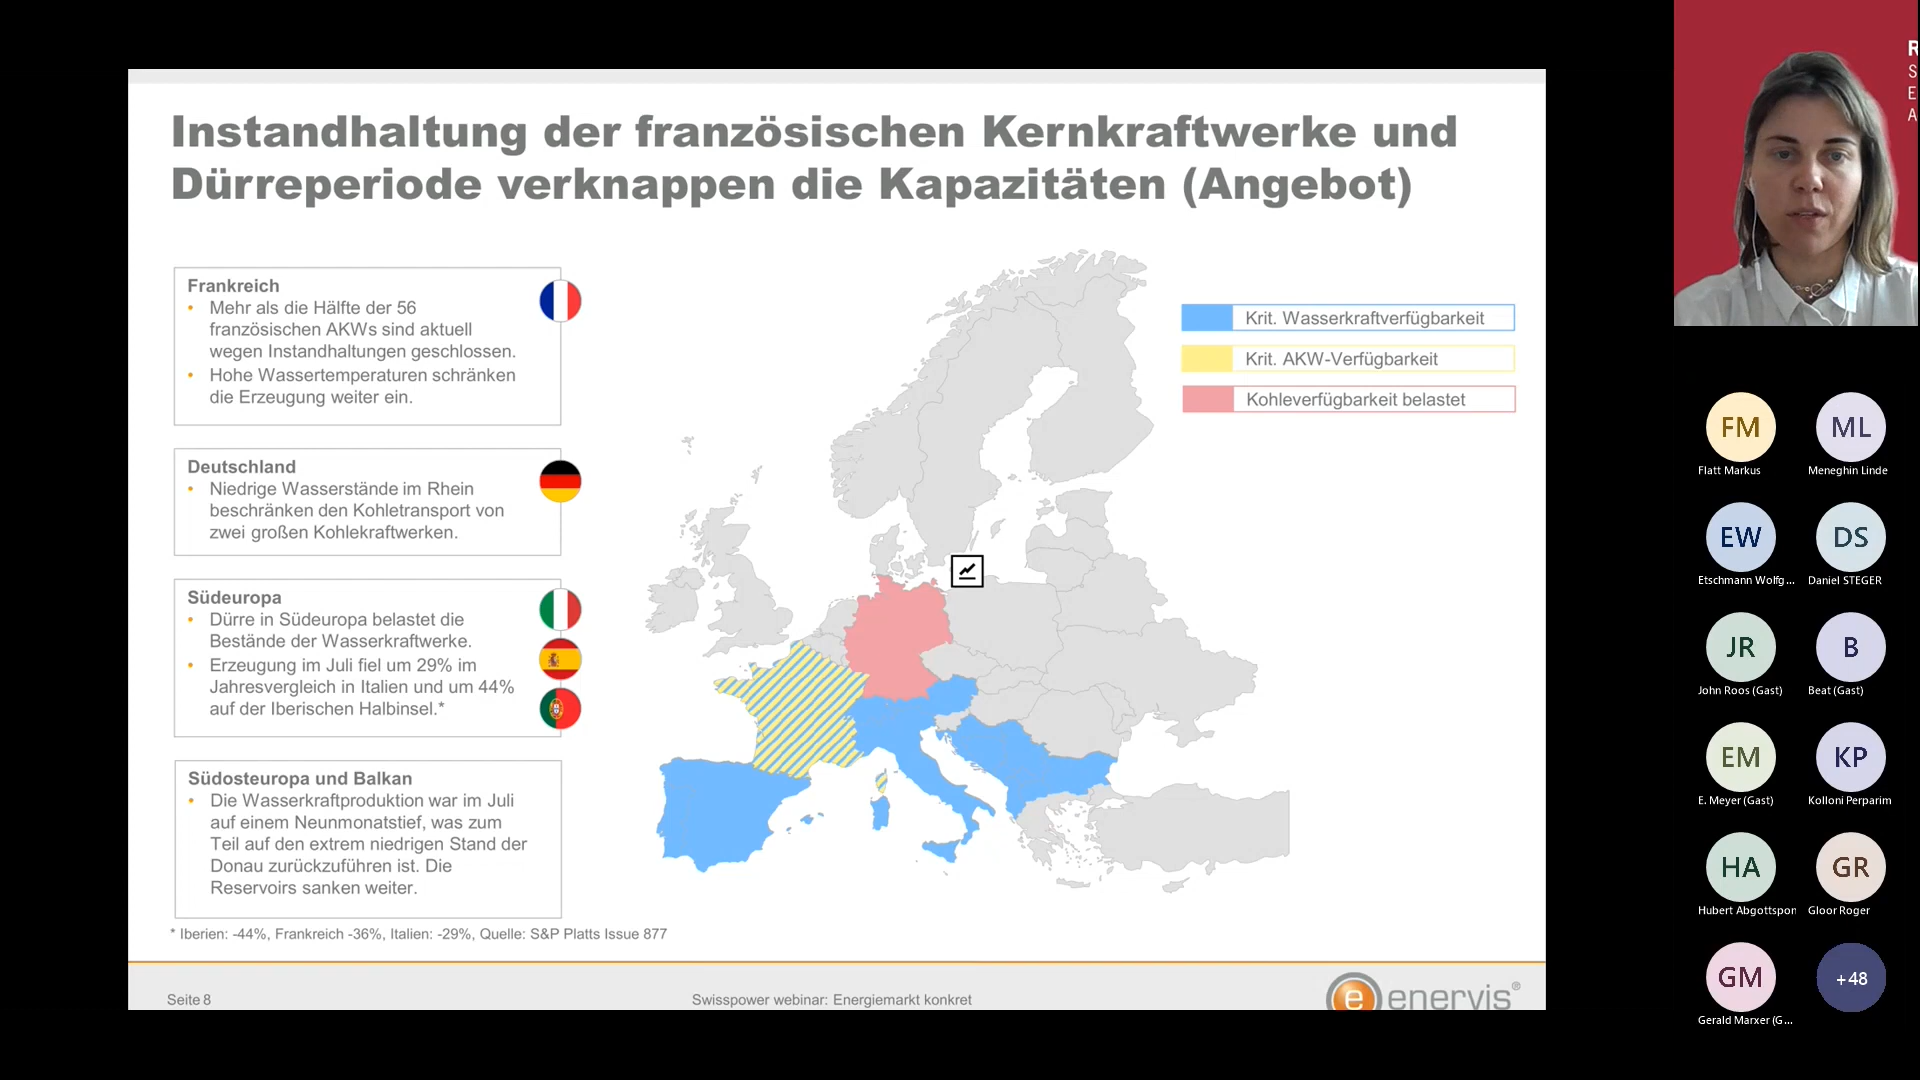 Instandhaltung der französischen Kernkraftwerke und
Dürreperiode verknappen die Kapazitäten (Angebot)
Frankreich
• Mehr als die Hälfte der 56
französischen AKWs sind aktuell
wegen Instandhaltungen geschlossen.
• Hohe Wassertemperaturen schränken
die Erzeugung weiter ein.
Deutschland
• Niedrige Wasserstände im Rhein
beschränken den Kohletransport von
zwei großen Kohlekraftwerken.
Südeuropa
• Dürre in Südeuropa belastet die
Bestände der Wasserkraftwerke.
• Erzeugung im Juli fiel um 29% im
Jahresvergleich in Italien und um 44%
auf der Iberischen Halbinsel.*
Südosteuropa und Balkan
• Die Wasserkraftproduktion war im Juli
auf einem Neunmonatstief, was zum
Teil auf den extrem niedrigen Stand der
Donau zurückzuführen ist. Die
Reservoirs sanken weiter.
* Iberien: -44%, Frankreich -36%, Italien: -29%, Quelle: S&P Platts Issue 877
Krit. Wasserkraftverfügbarkeit
Krit. AKW-Verfügbarkeit
Kohleverfügbarkeit belastet
Seite 8
Swisspower webinar: Energiemarkt konkret
e enervis®
R
S
E
A
FM
Flatt Markus
ML
Meneghin Linde
EW
Etschmann Wolfg...
DS
Daniel STEGER
JR
John Roos (Gast)
B
Beat (Gast)
EM
E. Meyer (Gast)
KP
Kolloni Perparim
HA
Hubert Abgottspon
GR
Gloor Roger
GM
Gerald Marxer (G...
+48